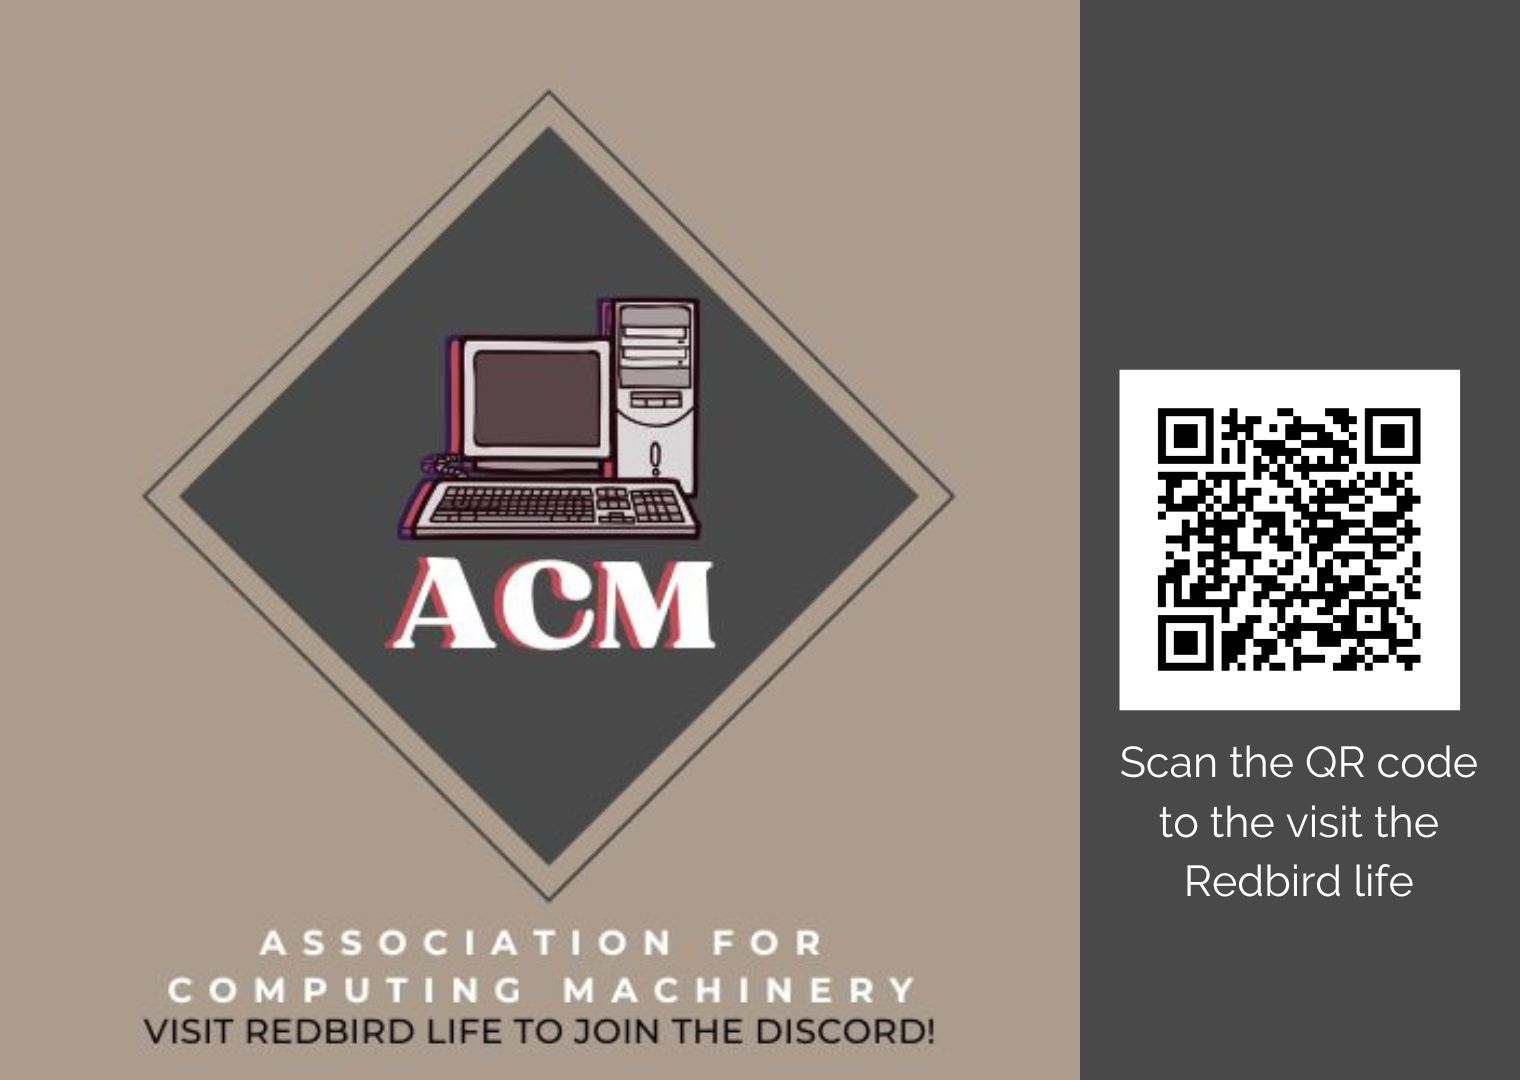 ACM
ASSOCIATION FOR
COMPUTING MACHINERY
VISIT REDBIRD LIFE TO JOIN THE DISCORD!
Scan the QR code
to the visit the
Redbird life